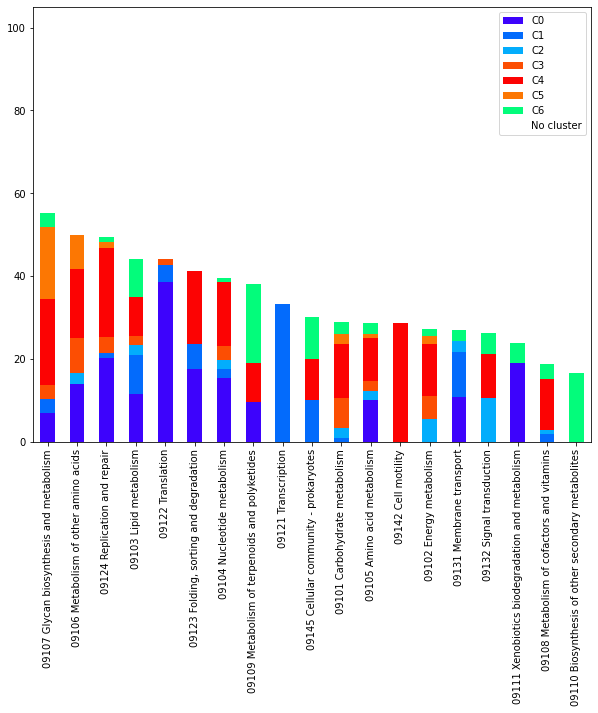 100
80
60
40
20
0
C0
C1
C2
C3
C4
C5
C6
No cluster
09107 Glycan biosynthesis and metabolism
09106 Metabolism of other amino acids
09124 Replication and repair
09103 Lipid metabolism
09122 Translation
09123 Folding, sorting and degradation
09104 Nucleotide metabolism
09109 Metabolism of terpenoids and polyketides
09121 Transcription
09145 Cellular community - prokaryotes
09101 Carbohydrate metabolism
09105 Amino acid metabolism
09142 Cell motility
09102 Energy metabolism
09131 Membrane transport
09132 Signal transduction
09111 Xenobiotics biodegradation and metabolism
09108 Metabolism of cofactors and vitamins
09110 Biosynthesis of other secondary metabolites